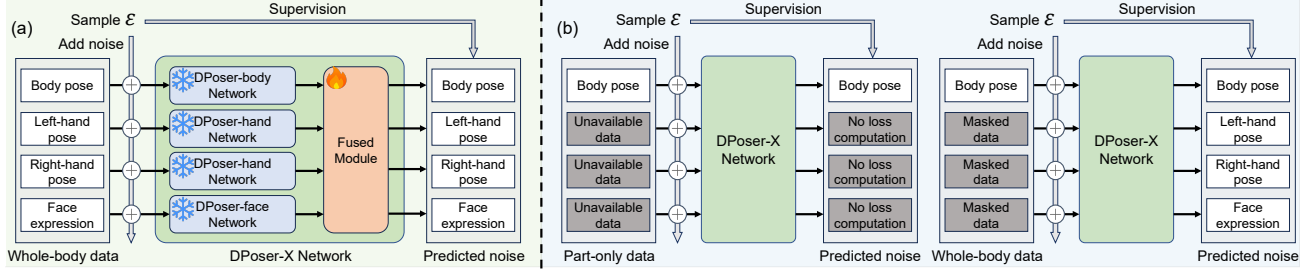 (a)
Sample ε
Supervision
Add noise
Body pose
Left-hand
pose
Right-hand
pose
Face
expression
Whole-body data
DPoser-body
Network
DPoser-hand
Network
DPoser-hand
Network
DPoser-face
Network
Fused
Module
DPoser-X Network
Body pose
Left-hand
pose
Right-hand
pose
Face
expression
Predicted noise
(b)
Sample ε
Supervision
Add noise
Body pose
Unavailable
data
Unavailable
data
Unavailable
data
Part-only data
DPoser-X
Network
Body pose
No loss
computation
No loss
computation
No loss
computation
Predicted noise
Sample ε
Supervision
Add noise
Body pose
Masked
data
Masked
data
Masked
data
Whole-body data
DPoser-X
Network
Body pose
Left-hand
pose
Right-hand
pose
Face
expression
Predicted noise